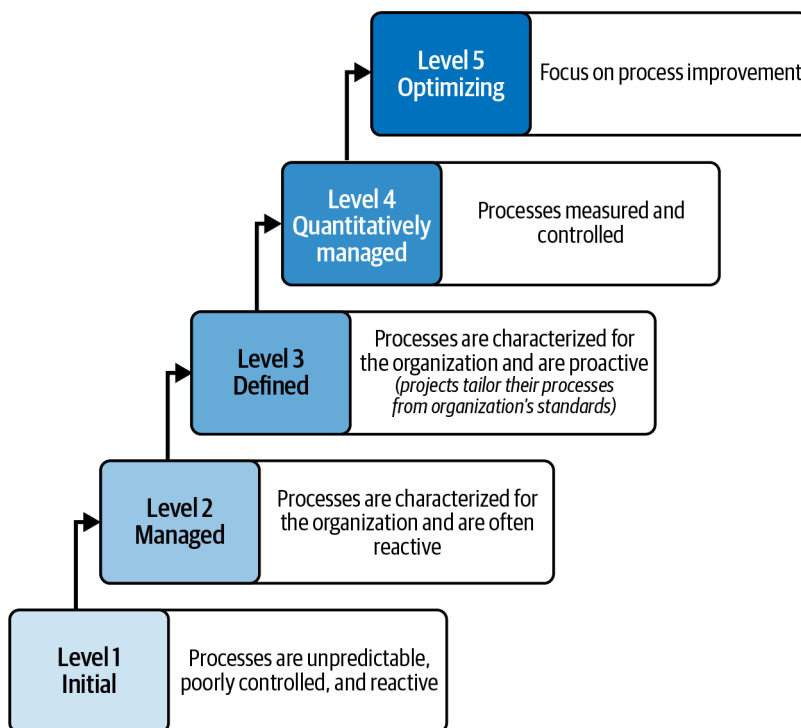 Level 5
Optimizing
Focus on process improvement
Level 4
Quantitatively
managed
Processes measured and
controlled
Level 3
Defined
Processes are characterized for
the organization and are proactive
(projects tailor their processes
from organization's standards)
Level 2
Managed
Processes are characterized for
the organization and are often
reactive
Level 1
Initial
Processes are unpredictable,
poorly controlled, and reactive